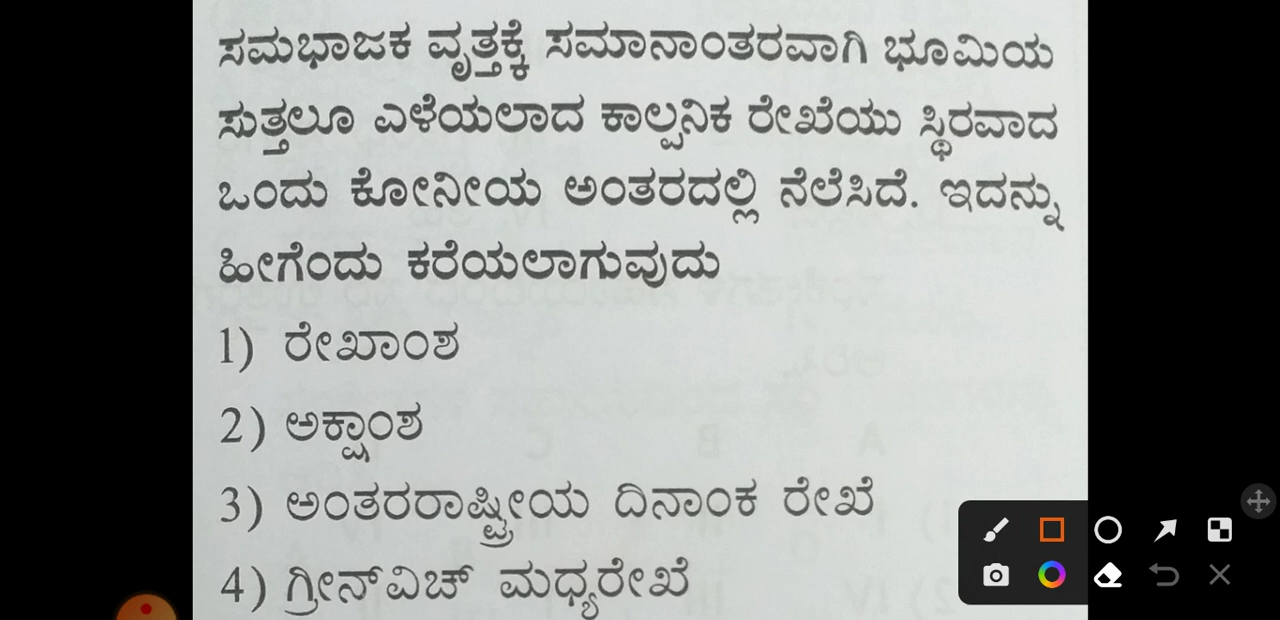 ಸಮಭಾಜಕ ವೃತ್ತಕ್ಕೆ ಸಮಾನಾಂತರವಾಗಿ ಭೂಮಿಯ
ಸುತ್ತಲೂ ಎಳೆಯಲಾದ ಕಾಲ್ಪನಿಕ ರೇಖೆಯು ಸ್ಥಿರವಾದ
ಒಂದು ಕೋನೀಯ ಅಂತರದಲ್ಲಿ ನೆಲೆಸಿದೆ. ಇದನ್ನು
ಹೀಗೆಂದು ಕರೆಯಲಾಗುವುದು
1) ರೇಖಾಂಶ
2) ಅಕ್ಷಾಂಶ
3) ಅಂತರರಾಷ್ಟ್ರೀಯ ದಿನಾಂಕ ರೇಖೆ
4) ಗ್ರೀನ್‌ವಿಚ್ ಮಧ್ಯರೇಖೆ